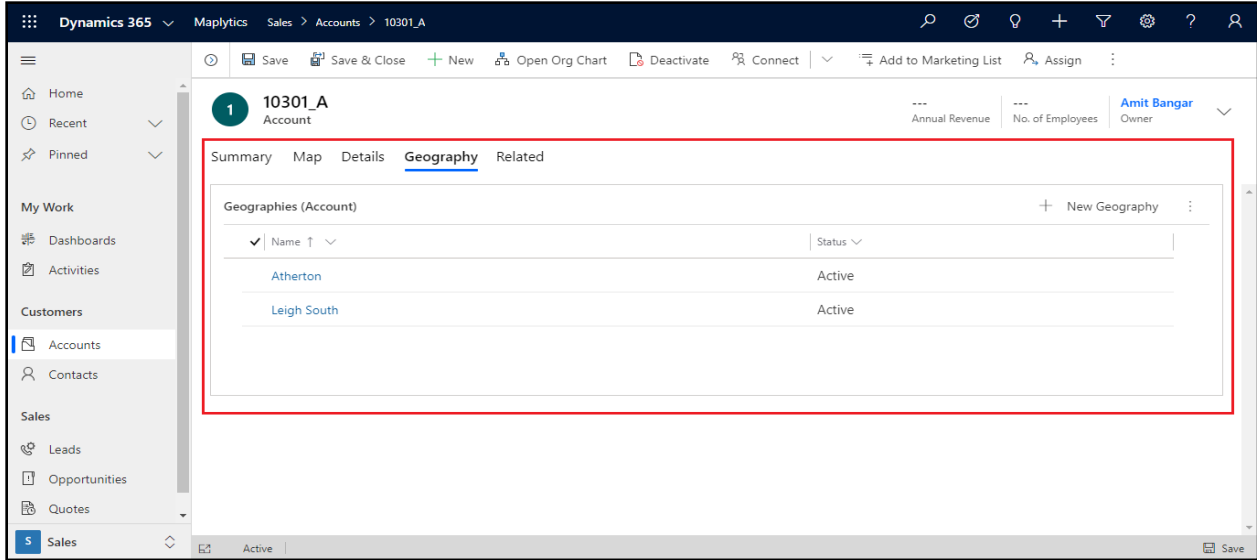 Dynamics 365 Maplytics Sales > Accounts > 10301_A
Save Save & Close New Open Org Chart Deactivate Connect Add to Marketing List Assign
Home
Recent
Pinned
My Work
Dashboards
Activities
Customers
Accounts
Contacts
Sales
Leads
Opportunities
Quotes
S Sales
1 10301_A
Account
--- --- Amit Bangar
Annual Revenue No. of Employees Owner
Summary Map Details Geography Related
Geographies (Account) New Geography
Name ↑ Status
Atherton Active
Leigh South Active
Active Save